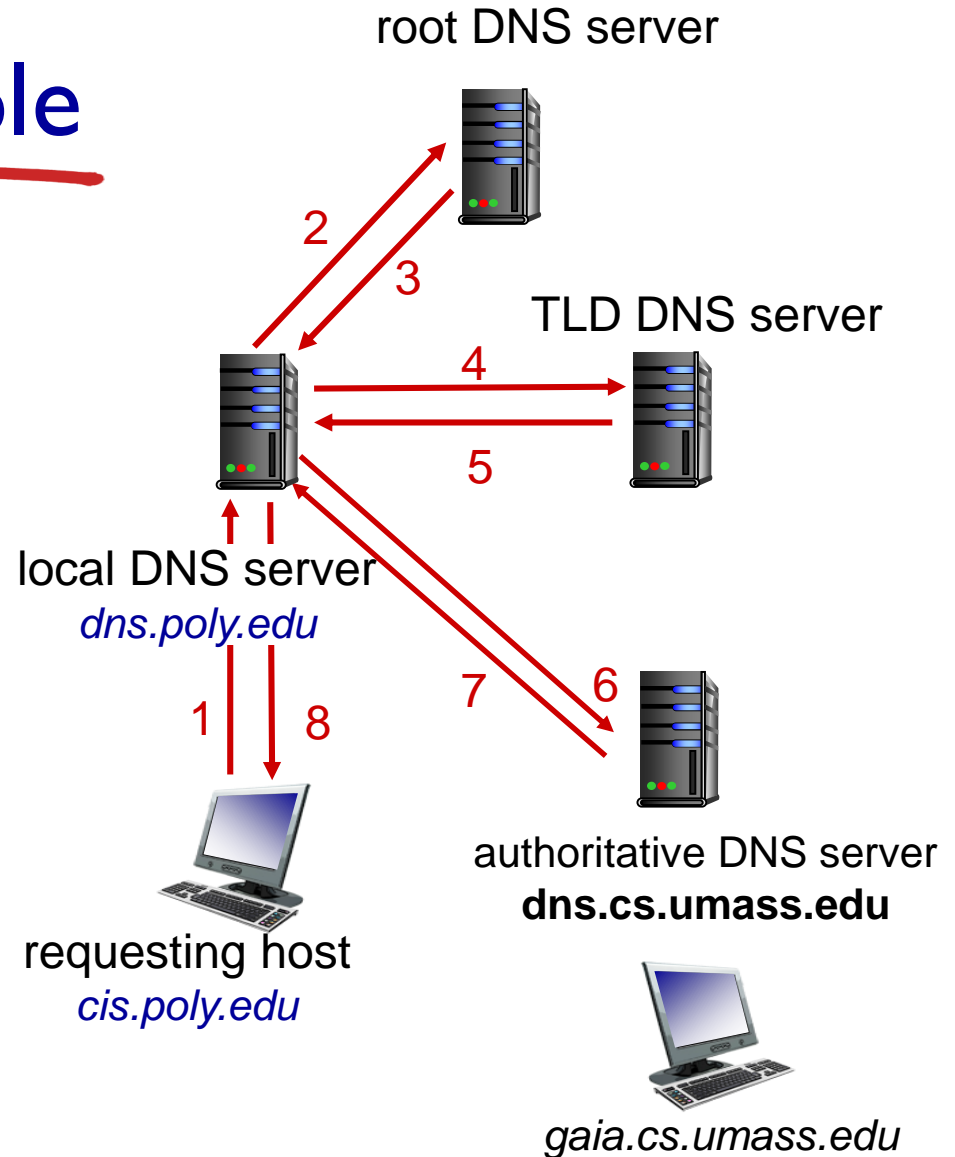 root DNS server
ole
2
3
TLD DNS server
4
5
local DNS server
dns.poly.edu
1
8
7
6
requesting host
cis.poly.edu
authoritative DNS server
dns.cs.umass.edu
gaia.cs.umass.edu